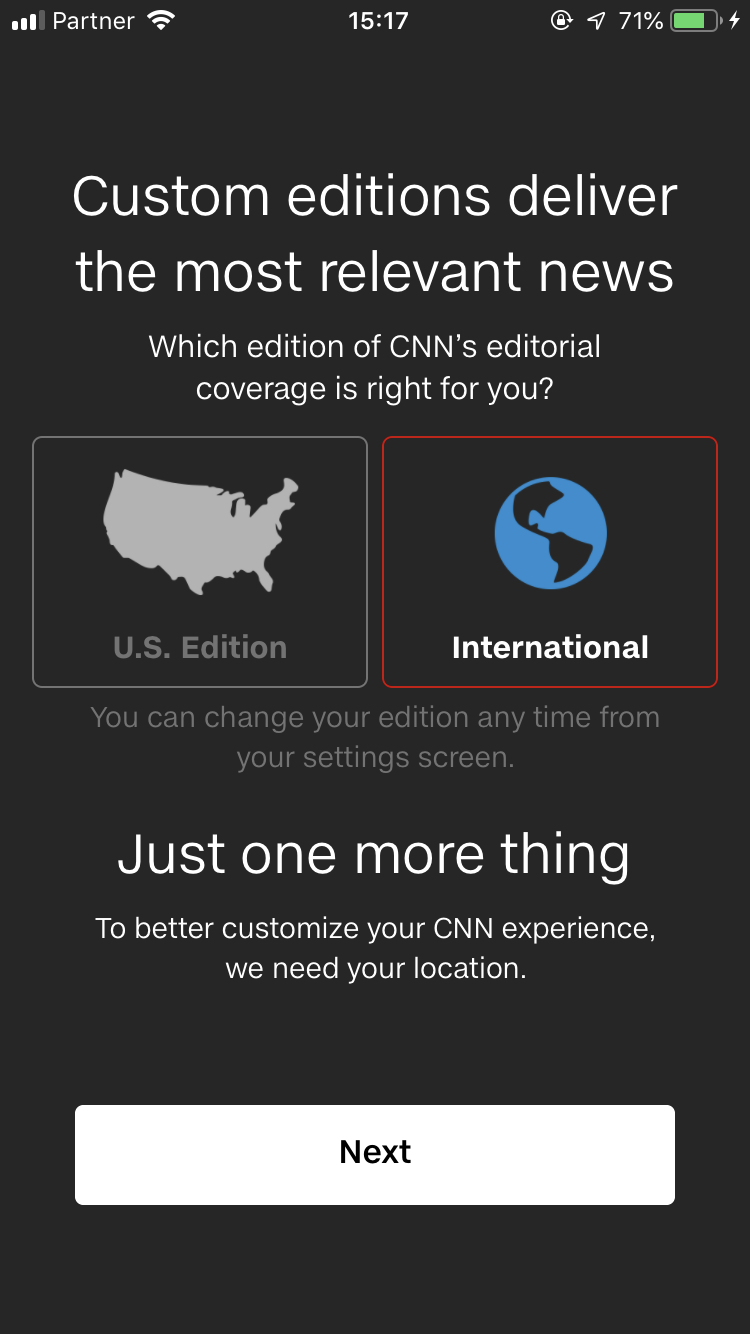 Partner 15:17 71%
Custom editions deliver
the most relevant news
Which edition of CNN’s editorial
coverage is right for you?
U.S. Edition International
You can change your edition any time from
your settings screen.
Just one more thing
To better customize your CNN experience,
we need your location.
Next